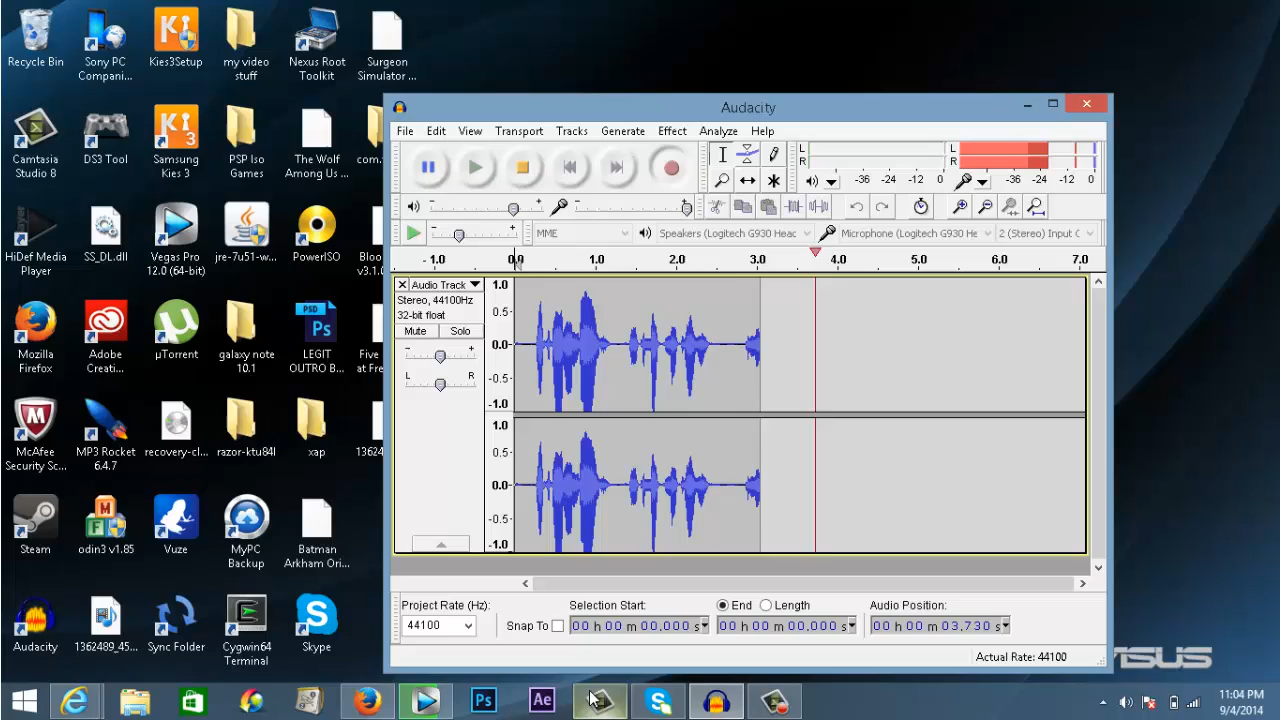 Recycle Bin
Sony PC
Compani...
Kies3Setup
my video
stuff
Nexus Root
Toolkit
Surgeon
Simulator ...
Camtasia
Studio 8
DS3 Tool
KI
3
Samsung
Kies 3
PSP Iso
Games
The Wolf
Among Us ...
com.
HiDef Media
Player
SS_DL.dll
Vegas Pro
12.0 (64-bit)
jre-7u51-w...
PowerISO
Bloo
v3.1.0
Mozilla
Firefox
Adobe
Creati...
µTorrent
galaxy note
10.1
PSD
Ps
LEGIT
OUTRO B...
Five
at Fre
McAfee
Security Sc...
MP3 Rocket
6.4.7
recovery-cl...
razor-ktu84l
xap
1362
Steam
M
F
odin3 v1.85
Vuze
MyPC
Backup
Batman
Arkham Ori...
Audacity
1362489_45...
Sync Folder
Cygwin64
Terminal
Skype
Audacity
File Edit View Transport Tracks Generate Effect Analyze Help
L
R
-36 -24 -12 0
L
R
-36 -24 -12 0
MME
Speakers (Logitech G930 Head
Microphone (Logitech G930 He
2 (Stereo) Input C
- 1.0 0.0 1.0 2.0 3.0 4.0 5.0 6.0 7.0
Audio Track
Stereo, 44100Hz
32-bit float
Mute Solo
- +
L R
1.0
0.5
0.0
-0.5
-1.0
1.0
0.5
0.0
-0.5
-1.0
Project Rate (Hz):
44100
Snap To
Selection Start:
00 h 00 m 00.000 s
End Length
00 h 00 m 00.000 s
Audio Position:
00 h 00 m 03.730 s
Actual Rate: 44100
ASUS
Ps
Ae
11:04 PM
9/4/2014